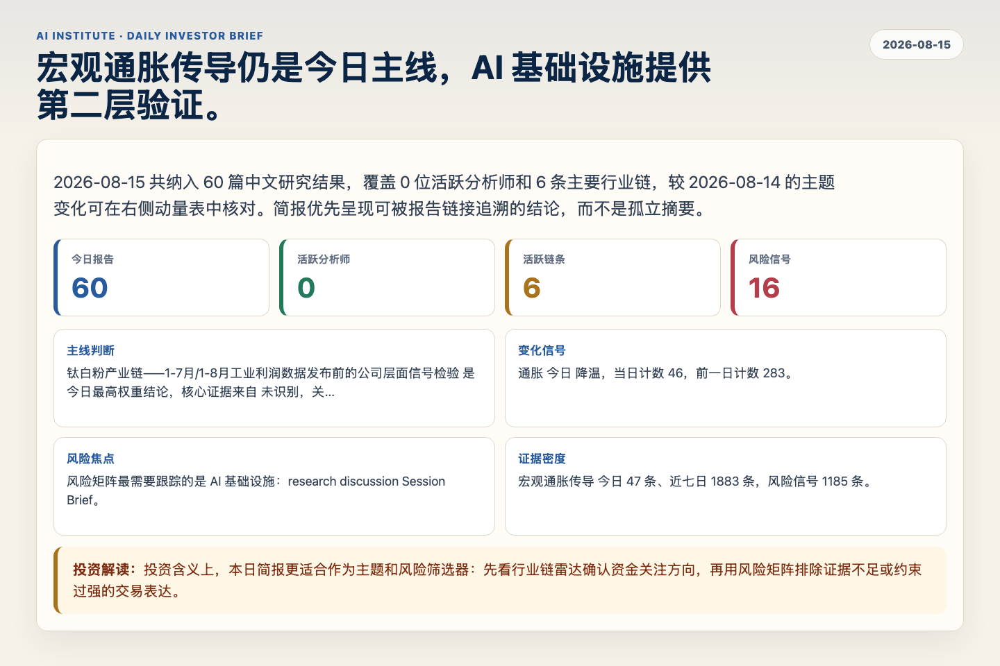 AI INSTITUTE · DAILY INVESTOR BRIEF
2026-08-15
宏观通胀传导仍是今日主线，AI 基础设施提供
第二层验证。
2026-08-15 共纳入 60 篇中文研究结果，覆盖 0 位活跃分析师和 6 条主要行业链，较 2026-08-14 的主题
变化可在右侧动量表中核对。简报优先呈现可被报告链接追溯的结论，而不是孤立摘要。
今日报告
60
活跃分析师
0
活跃链条
6
风险信号
16
主线判断
钛白粉产业链——1-7月/1-8月工业利润数据发布前的公司层面信号检验 是
今日最高权重结论，核心证据来自 未识别，关...
变化信号
通胀 今日 降温，当日计数 46，前一日计数 283。
风险焦点
风险矩阵最需要跟踪的是 AI 基础设施：research discussion Session
Brief。
证据密度
宏观通胀传导 今日 47 条、近七日 1883 条，风险信号 1185 条。
投资解读：投资含义上，本日简报更适合作为主题和风险筛选器：先看行业链雷达确认资金关注方向，再用风险矩阵排除证据不足或约束
过强的交易表达。